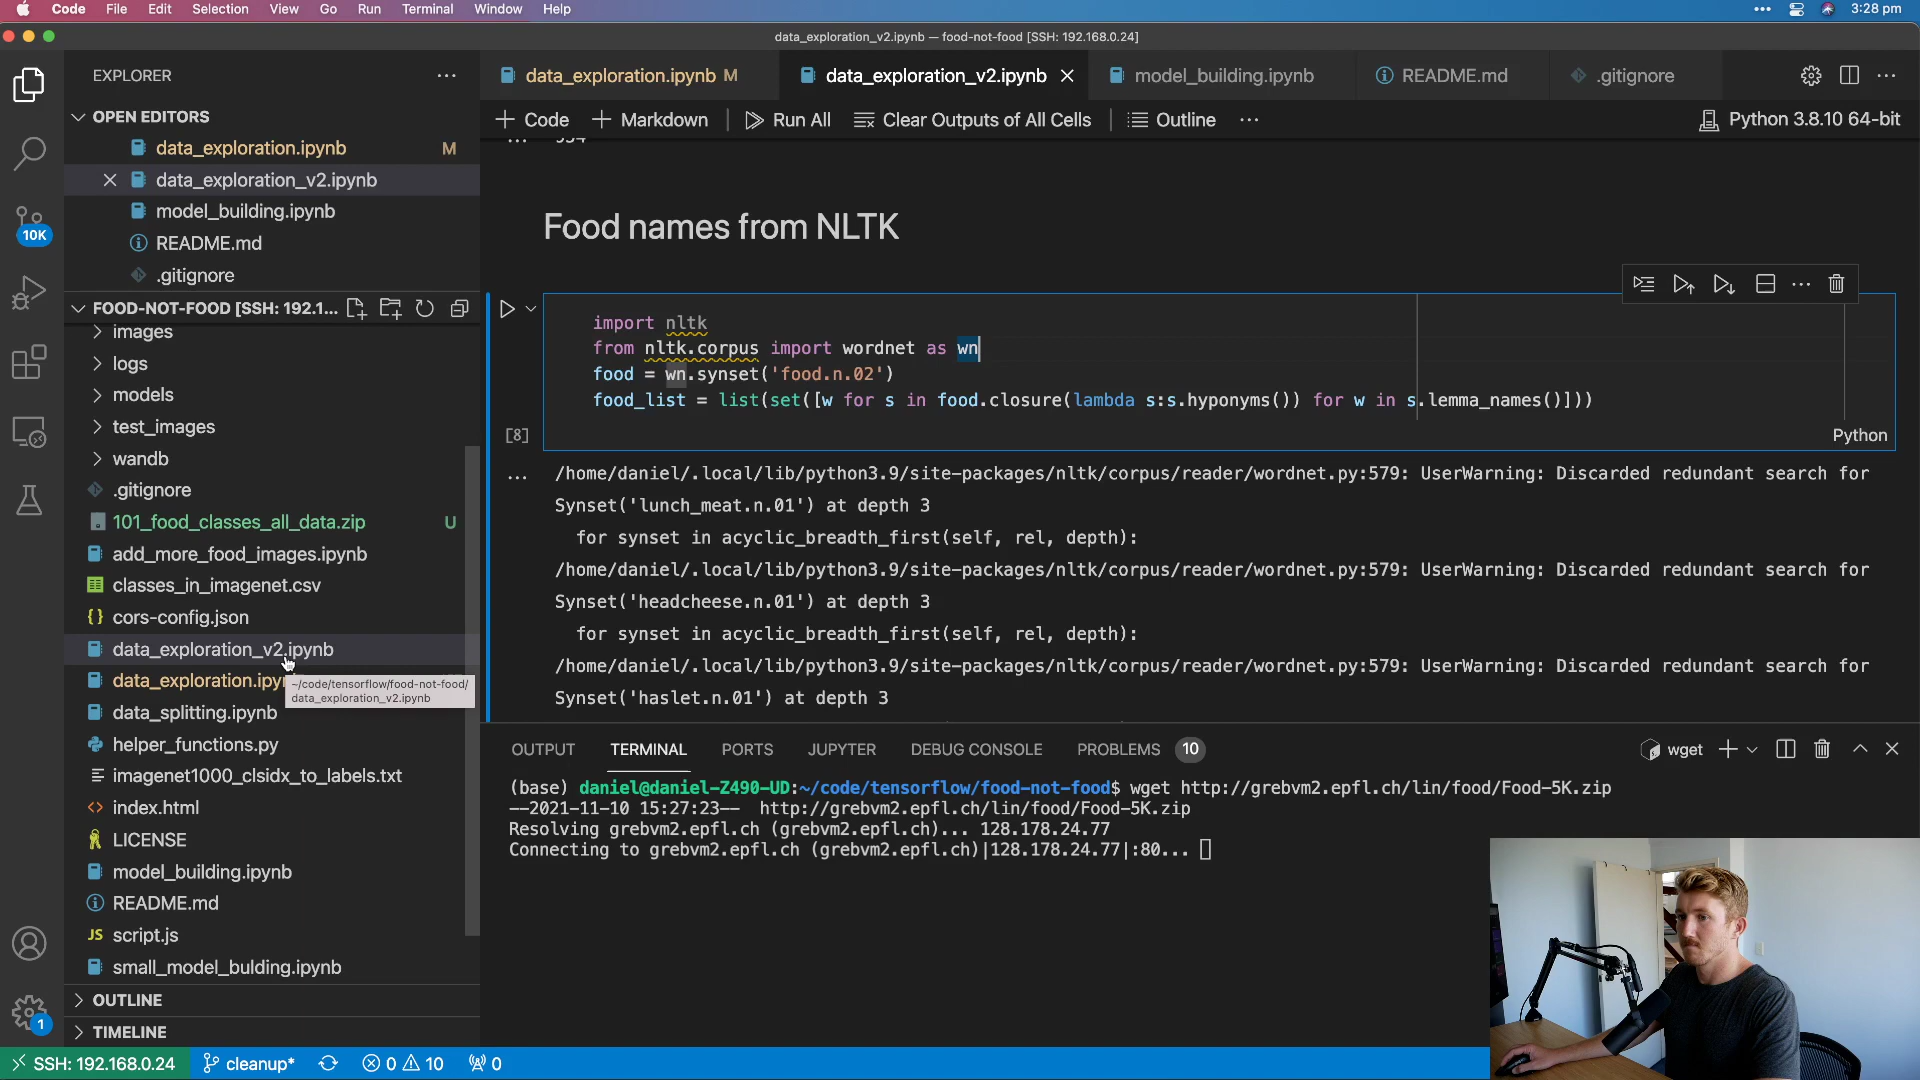 Code File Edit Selection View Go Run Terminal Window Help
3:28 pm
data_exploration_v2.ipynb — food-not-food [SSH: 192.168.0.24]
EXPLORER
data_exploration.ipynb M
data_exploration_v2.ipynb
model_building.ipynb
README.md
.gitignore
OPEN EDITORS
data_exploration.ipynb M
data_exploration_v2.ipynb
model_building.ipynb
README.md
.gitignore
FOOD-NOT-FOOD [SSH: 192.1...
images
logs
models
test_images
wandb
.gitignore
101_food_classes_all_data.zip U
add_more_food_images.ipynb
classes_in_imagenet.csv
cors-config.json
data_exploration_v2.ipynb
data_exploration.ipyn
~/code/tensorflow/food-not-food/
data_exploration_v2.ipynb
data_splitting.ipynb
helper_functions.py
imagenet1000_clsidx_to_labels.txt
index.html
LICENSE
model_building.ipynb
README.md
JS script.js
small_model_bulding.ipynb
OUTLINE
TIMELINE
10K
1
Code Markdown Run All Clear Outputs of All Cells Outline
Python 3.8.10 64-bit
Food names from NLTK
import nltk
from nltk.corpus import wordnet as wn
food = wn.synset('food.n.02')
food_list = list(set([w for s in food.closure(lambda s:s.hyponyms()) for w in s.lemma_names()]))
[8]
Python
/home/daniel/.local/lib/python3.9/site-packages/nltk/corpus/reader/wordnet.py:579: UserWarning: Discarded redundant search for
Synset('lunch_meat.n.01') at depth 3
for synset in acyclic_breadth_first(self, rel, depth):
/home/daniel/.local/lib/python3.9/site-packages/nltk/corpus/reader/wordnet.py:579: UserWarning: Discarded redundant search for
Synset('headcheese.n.01') at depth 3
for synset in acyclic_breadth_first(self, rel, depth):
/home/daniel/.local/lib/python3.9/site-packages/nltk/corpus/reader/wordnet.py:579: UserWarning: Discarded redundant search for
Synset('haslet.n.01') at depth 3
OUTPUT TERMINAL PORTS JUPYTER DEBUG CONSOLE PROBLEMS 10
wget
(base) daniel@daniel-Z490-UD:~/code/tensorflow/food-not-food$ wget http://grebvm2.epfl.ch/lin/food/Food-5K.zip
--2021-11-10 15:27:23-- http://grebvm2.epfl.ch/lin/food/Food-5K.zip
Resolving grebvm2.epfl.ch (grebvm2.epfl.ch)... 128.178.24.77
Connecting to grebvm2.epfl.ch (grebvm2.epfl.ch)|128.178.24.77|:80...
SSH: 192.168.0.24 cleanup* 0 10 0